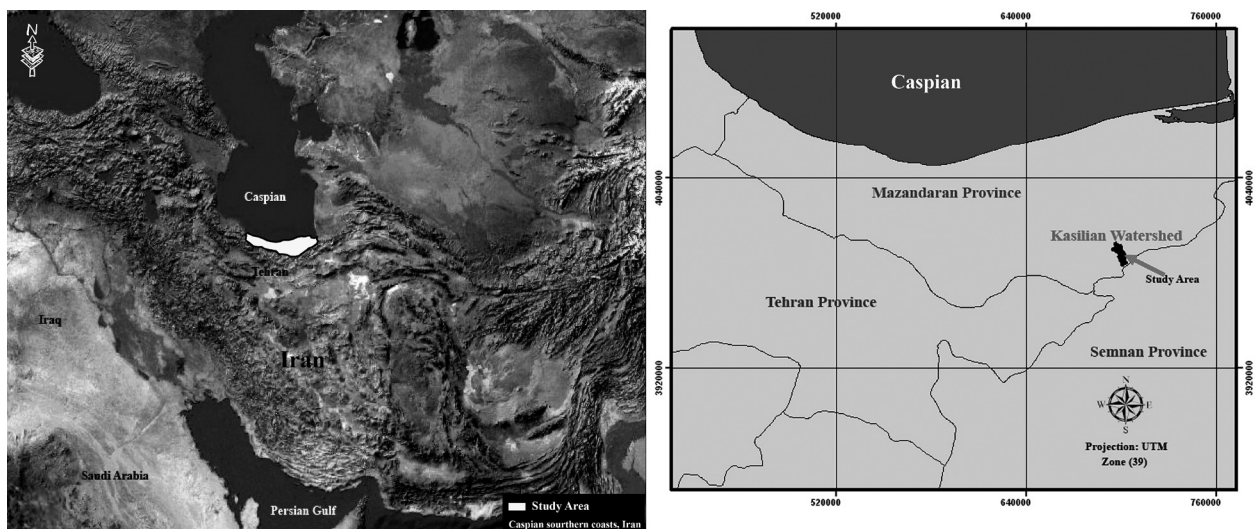 N
Caspian
Tehran
Iraq
Iran
Saudi Arabia
Persian Gulf
Study Area
Caspian sourthern coasts, Iran
520000 640000 760000
Caspian
4040000 4040000
Mazandaran Province
Kasilian Watershed
Study Area
Tehran Province
Semnan Province
3920000 3920000
N
W E
S
Projection: UTM
Zone (39)
520000 640000 760000